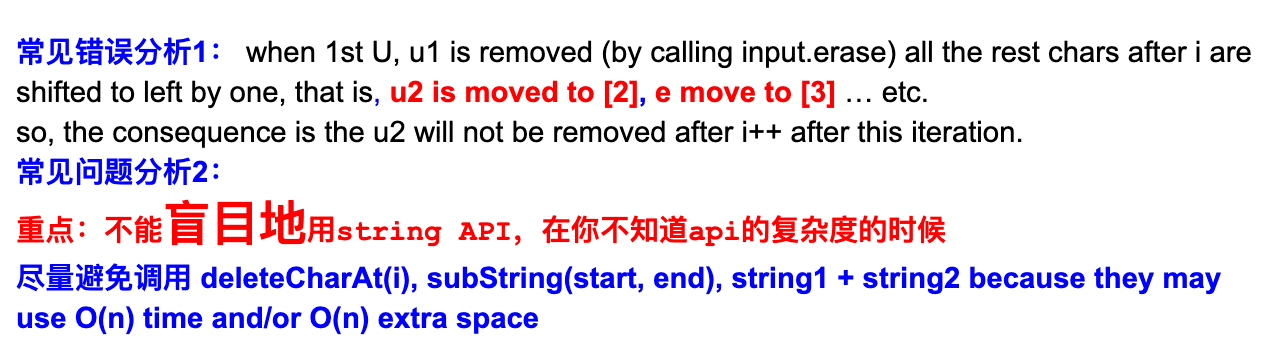 常见错误分析1： when 1st U, u1 is removed (by calling input.erase) all the rest chars after i are
shifted to left by one, that is, u2 is moved to [2], e move to [3] … etc.
so, the consequence is the u2 will not be removed after i++ after this iteration.
常见问题分析2：
重点：不能盲目地用string API，在你不知道api的复杂度的时候
尽量避免调用 deleteCharAt(i), subString(start, end), string1 + string2 because they may
use O(n) time and/or O(n) extra space